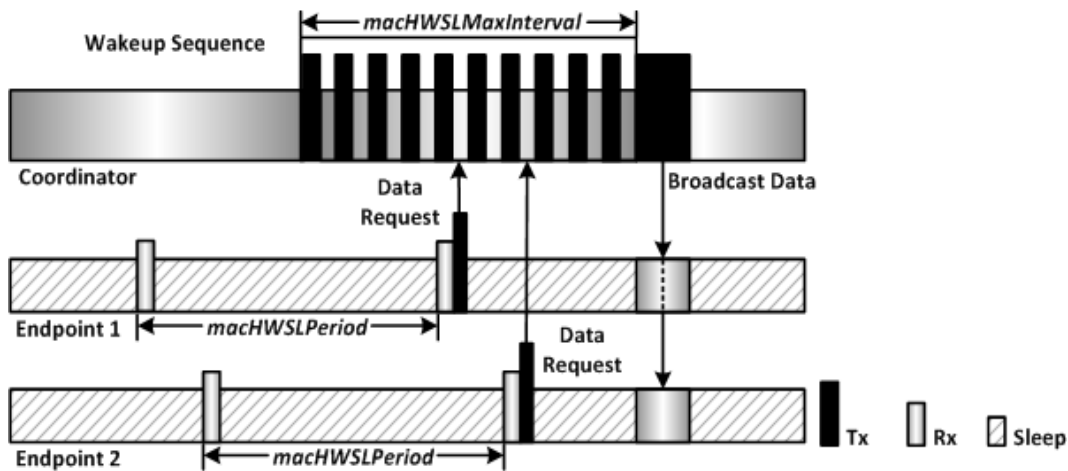 macHWSLMaxInterval
Wakeup Sequence
Coordinator
Data
Request
Broadcast Data
Endpoint 1
macHWSLPeriod
Data
Request
Endpoint 2
macHWSLPeriod
Tx
Rx
Sleep